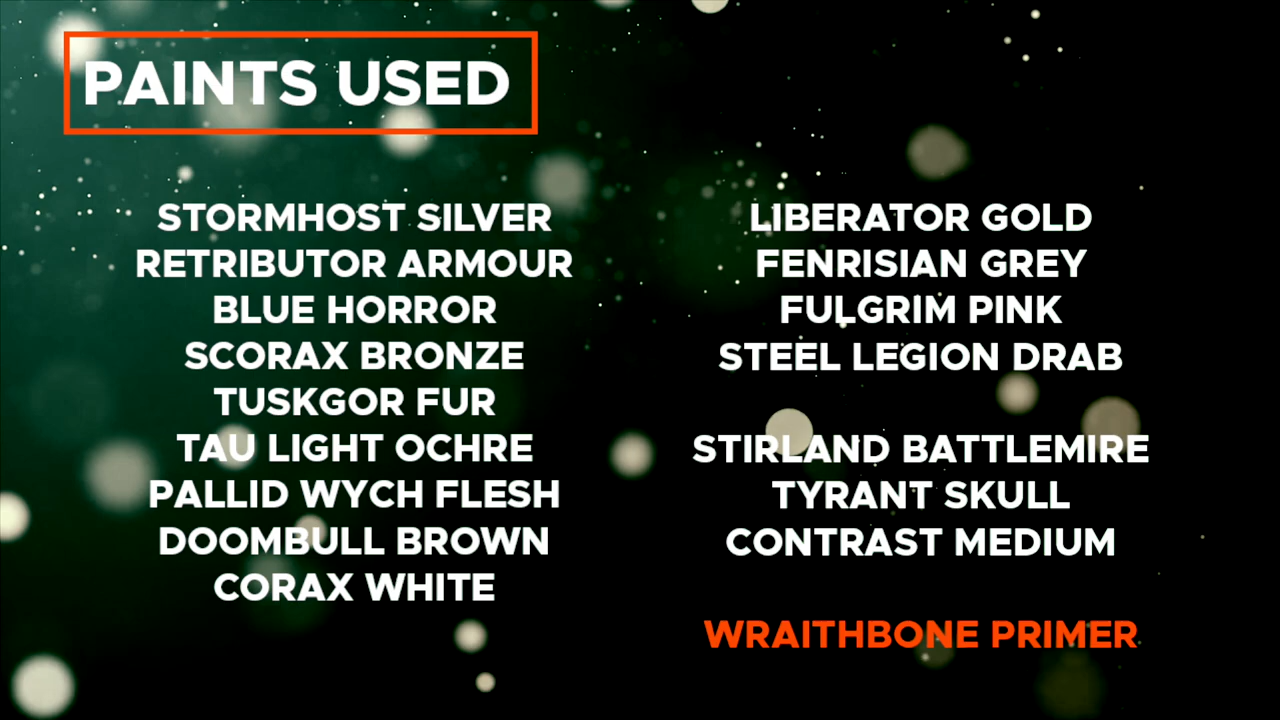 PAINTS USED
STORMHOST SILVER
RETRIBUTOR ARMOUR
BLUE HORROR
SCORAX BRONZE
TUSKGOR FUR
TAU LIGHT OCHRE
PALLID WYCH FLESH
DOOMBULL BROWN
CORAX WHITE
LIBERATOR GOLD
FENRISIAN GREY
FULGRIM PINK
STEEL LEGION DRAB
STIRLAND BATTLEMIRE
TYRANT SKULL
CONTRAST MEDIUM
WRAITHBONE PRIMER